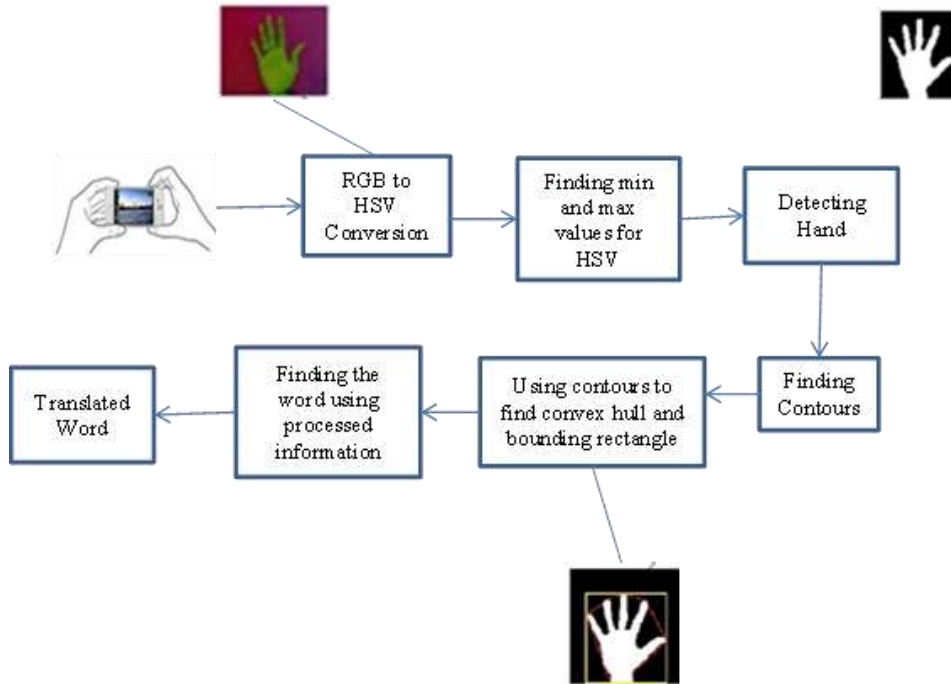 RGB to
HSV
Conversion
Finding min
and max
values for
HSV
Detecting
Hand
Finding
Contours
Using contours to
find convex hull and
bounding rectangle
Finding the
word using
processed
information
Translated
Word